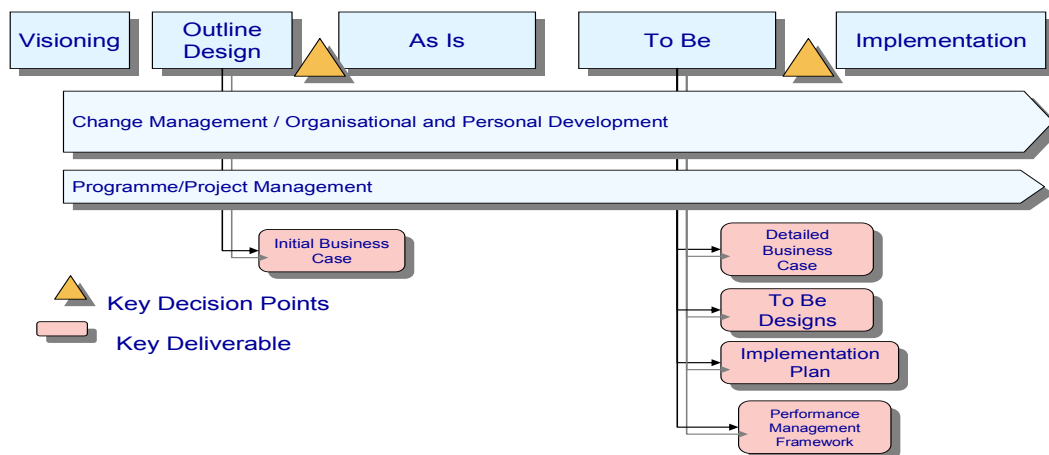 Visioning
Outline
Design
As Is
To Be
Implementation
Change Management / Organisational and Personal Development
Programme/Project Management
Initial Business
Case
Detailed
Business
Case
Key Decision Points
To Be
Designs
Key Deliverable
Implementation
Plan
Performance
Management
Framework